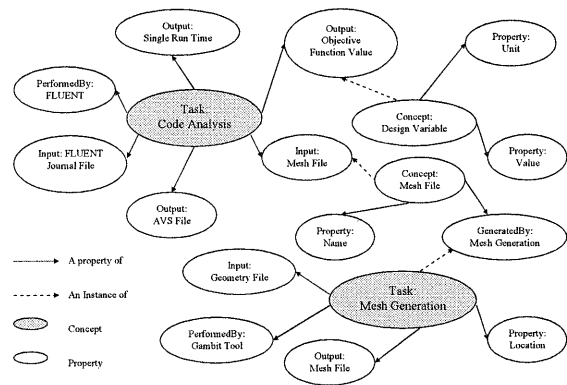 Output:
Single Run Time
Output:
Objective
Function Value
Property:
Unit
PerformedBy:
FLUENT
Task:
Code Analysis
Concept:
Design Variable
Input: FLUENT
Journal File
Input:
Mesh File
Concept:
Mesh File
Property:
Value
Output:
AVS File
Property:
Name
GeneratedBy:
Mesh Generation
A property of
Input:
Geometry File
An Instance of
Task:
Mesh Generation
Concept
PerformedBy:
Gambit Tool
Property:
Location
Property
Output:
Mesh File